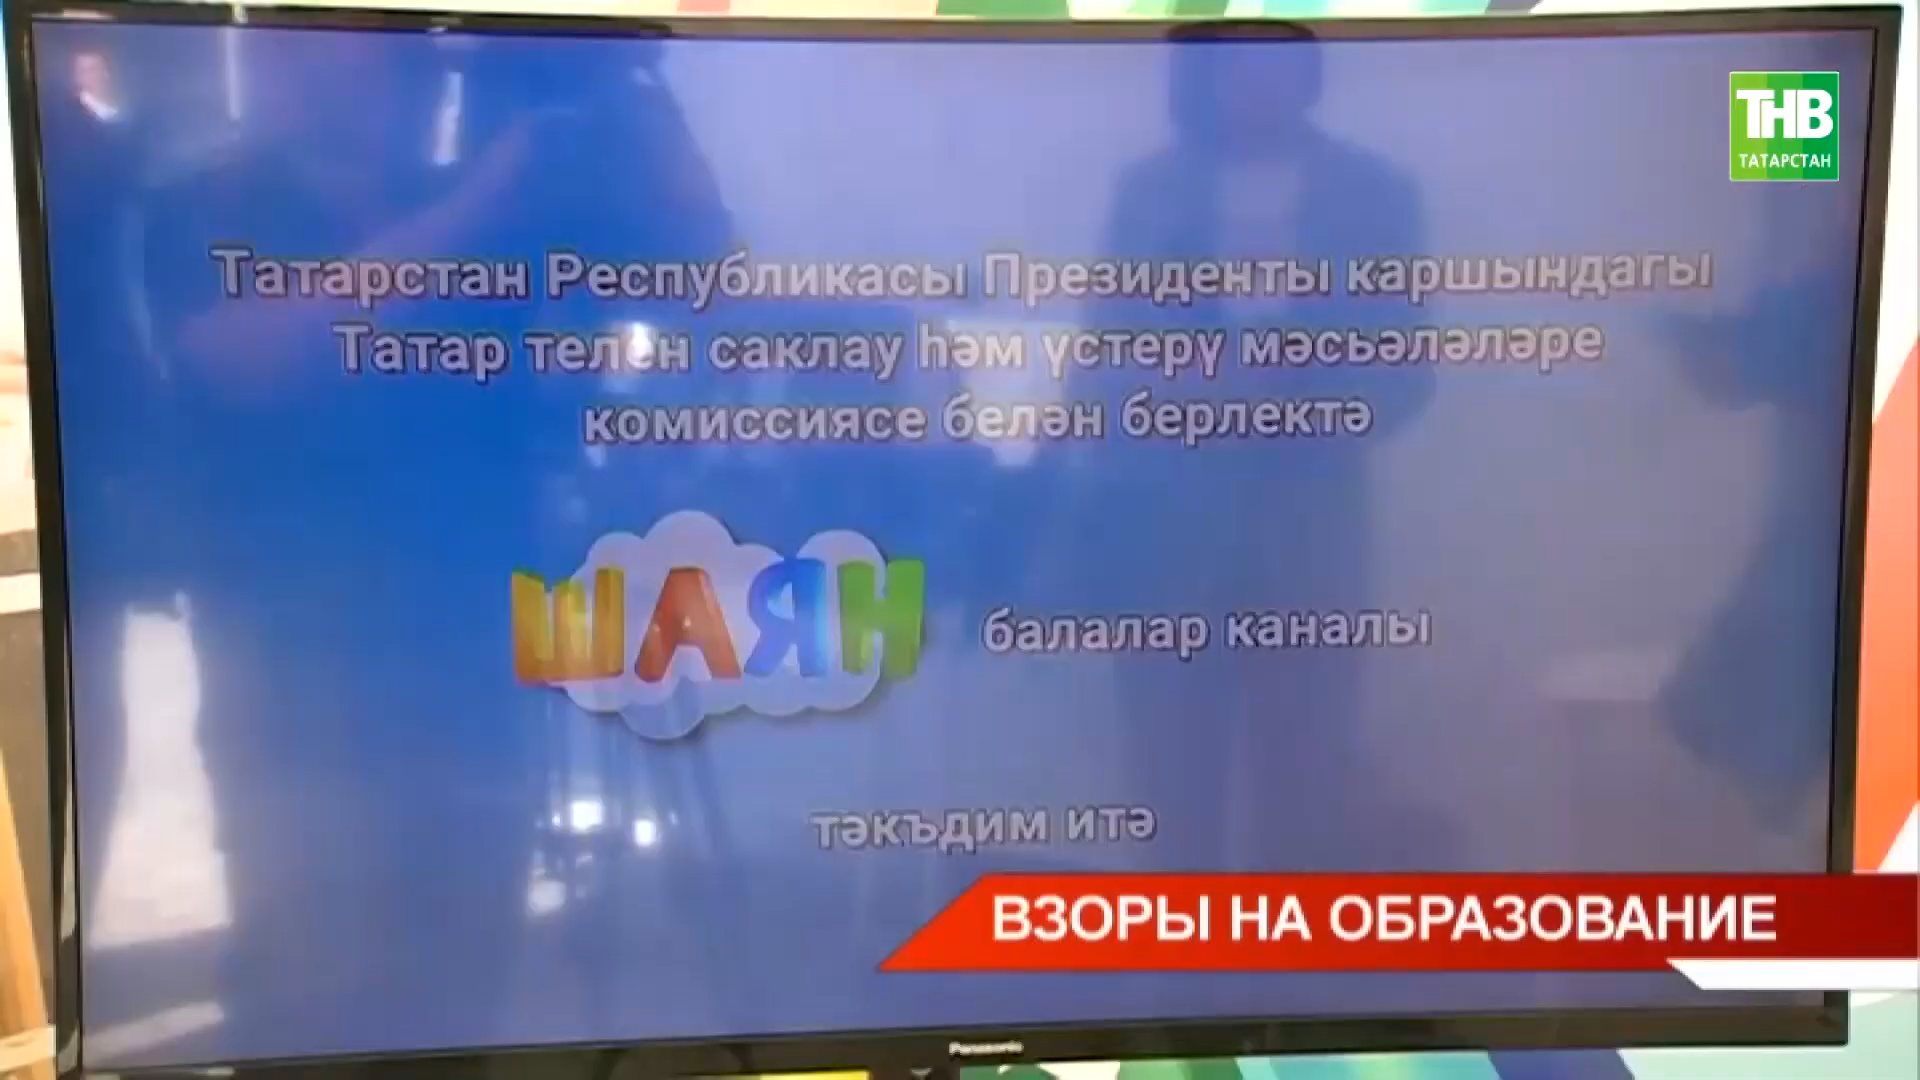 ТНВ
ТАТАРСТАН
Татарстан Республикасы Президенты каршындагы
Татар телен саклау һәм үстерү мәсьәләләре
комиссиясе белән берлектә
ШАЯН балалар каналы
тәкъдим итә
ВЗОРЫ НА ОБРАЗОВАНИЕ
Panasonic